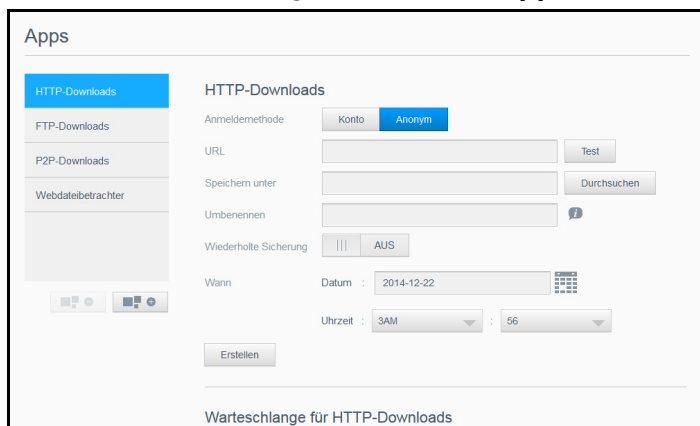 Apps
HTTP-Downloads
FTP-Downloads
P2P-Downloads
Webdateibetrachter
HTTP-Downloads
Anmeldemethode Konto Anonym
URL Test
Speichern unter Durchsuchen
Umbenennen
Wiederholte Sicherung AUS
Wann Datum : 2014-12-22
Uhrzeit : 3AM : 56
Erstellen
Warteschlange für HTTP-Downloads